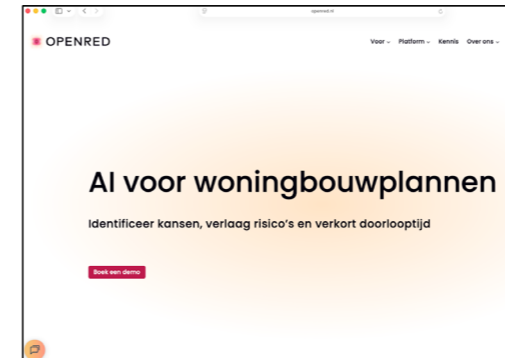 openred.nl
OPENRED
Voor Platform Kennis Over ons
AI voor woningbouwplannen
Identificeer kansen, verlaag risico's en verkort doorlooptijd
Boek een demo